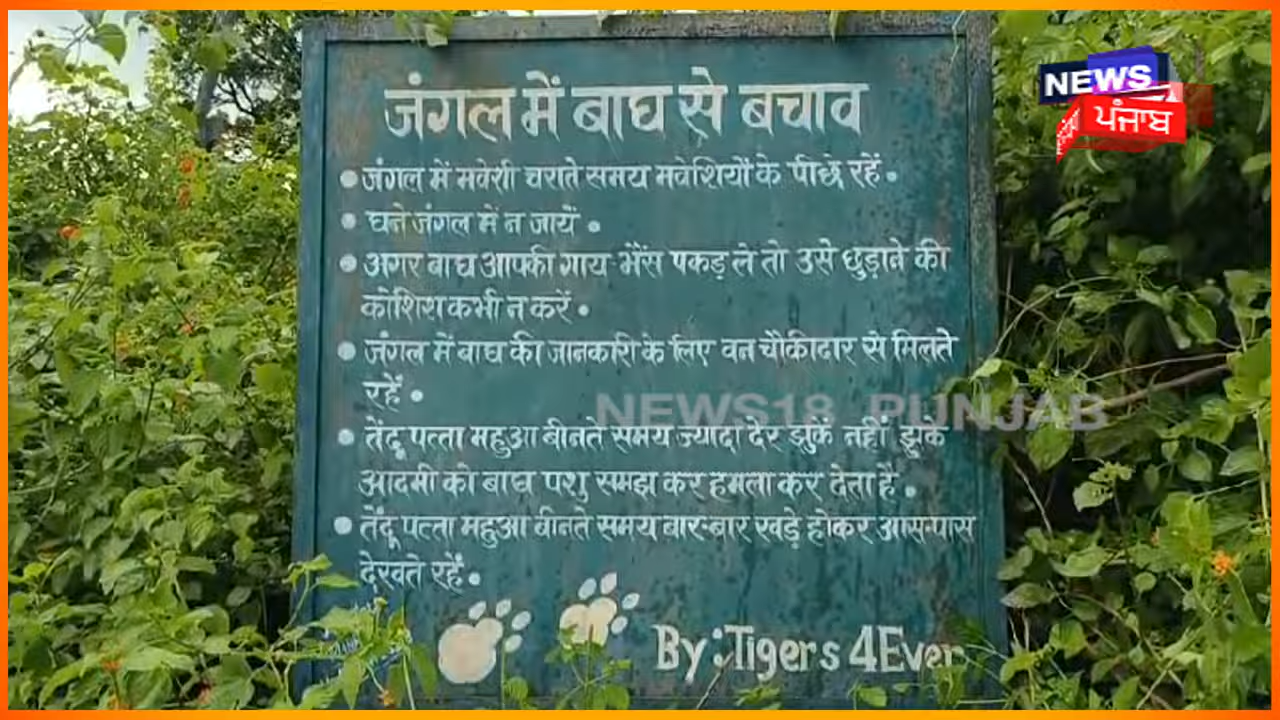 NEWS
ਪੰਜਾਬ
जंगल में बाघ से बचाव
• जंगल में मवेशी चराते समय मवेशियों के पीछे रहें •
• घने जंगल में न जायें •
• अगर बाघ आपकी गाय-भैंस पकड़ ले तो उसे छुड़ाने की
कोशिश कभी न करें •
• जंगल में बाघ की जानकारी के लिए वन चौकीदार से मिलते
रहें •
NEWS18 PUNJAB
• तेंदू पत्ता महुआ बीनते समय ज्यादा देर झुकें नहीं झुके
आदमी को बाघ पशु समझ कर हमला कर देता है •
• तेंदू पत्ता महुआ बीनते समय बार-बार खड़े होकर आस-पास
देखते रहें •
By:Tigers 4Ever